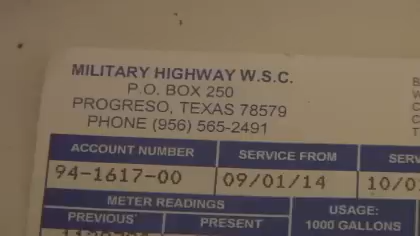 MILITARY HIGHWAY W.S.C.
P.O. BOX 250
PROGRESO, TEXAS 78579
PHONE (956) 565-2491
ACCOUNT NUMBER SERVICE FROM
94-1617-00 09/01/14
METER READINGS USAGE:
PREVIOUS PRESENT 1000 GALLONS